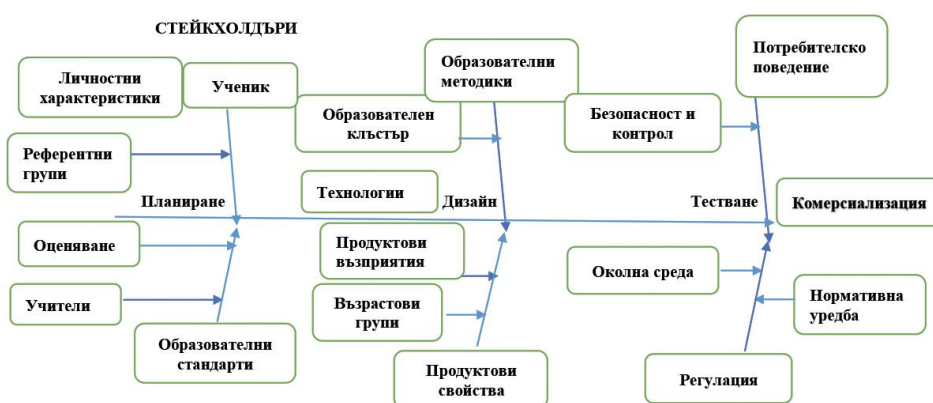 СТЕЙКХОЛДЪРИ
Личностни
характеристики
Ученик
Образователни
методики
Потребителско
поведение
Образователен
клъстър
Безопасност и
контрол
Референтни
групи
Технологии
Планиране
Дизайн
Тестване
Комерсиализация
Оценяване
Продуктови
възприятия
Околна среда
Учители
Възрастови
групи
Нормативна
уредба
Образователни
стандарти
Продуктови
свойства
Регулация